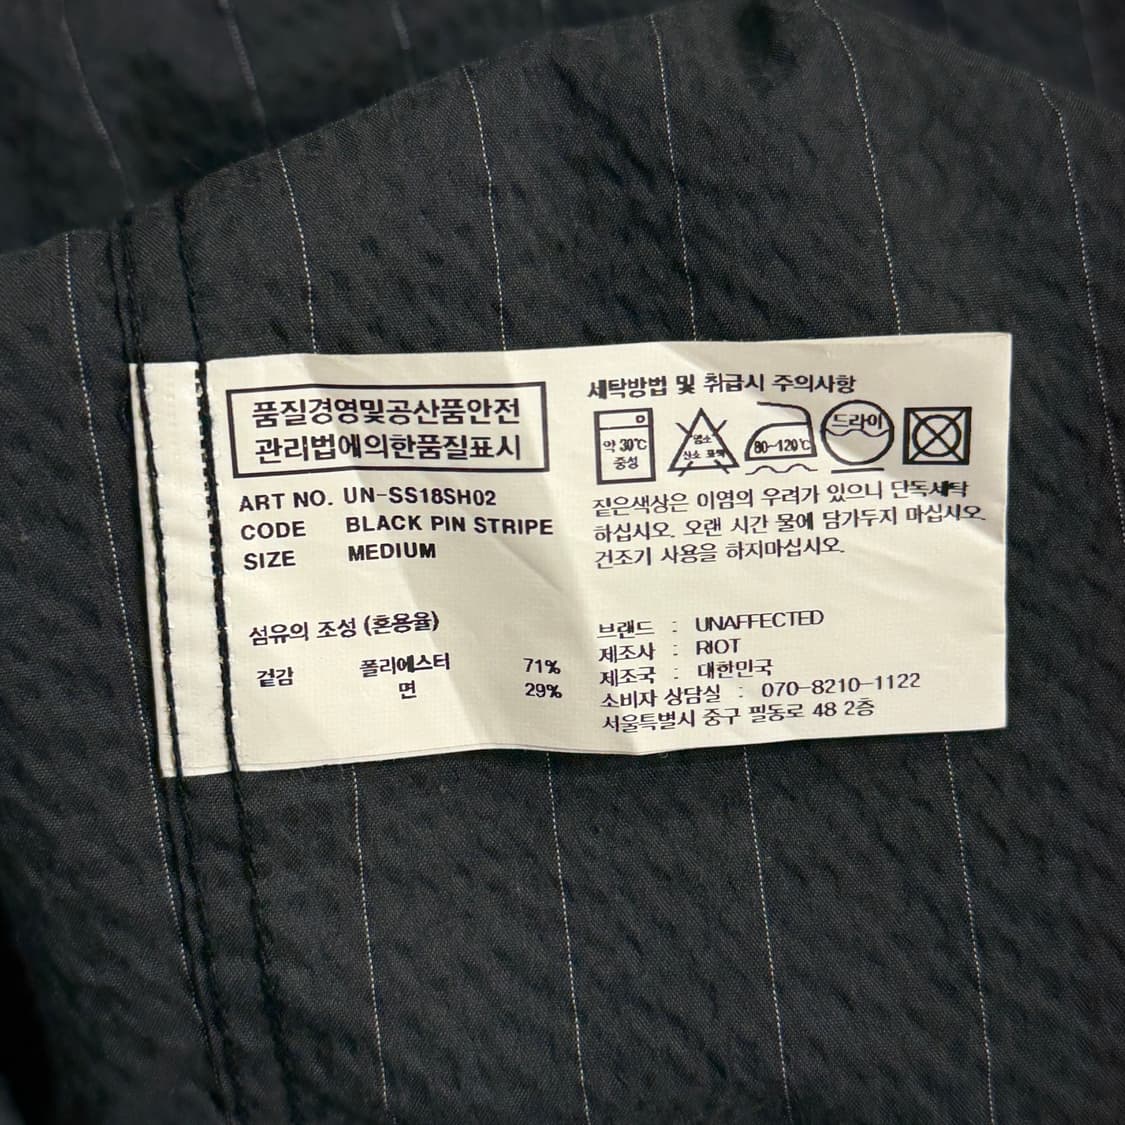 품질경영및공산품안전
관리법에의한품질표시
ART NO. UN-SS18SH02
CODE BLACK PIN STRIPE
SIZE MEDIUM
섬유의 조성 (혼용율)
겉감 폴리에스터 71%
면 29%
세탁방법 및 취급시 주의사항
약 30℃
중성
염소
산소 표백
80-120℃
드라이
짙은색상은 이염의 우려가 있으니 단독세탁
하십시오. 오랜 시간 물에 담가두지 마십시오.
건조기 사용을 하지마십시오.
브랜드 : UNAFFECTED
제조사 : RIOT
제조국 : 대한민국
소비자 상담실 : 070-8210-1122
서울특별시 중구 필동로 48 2층